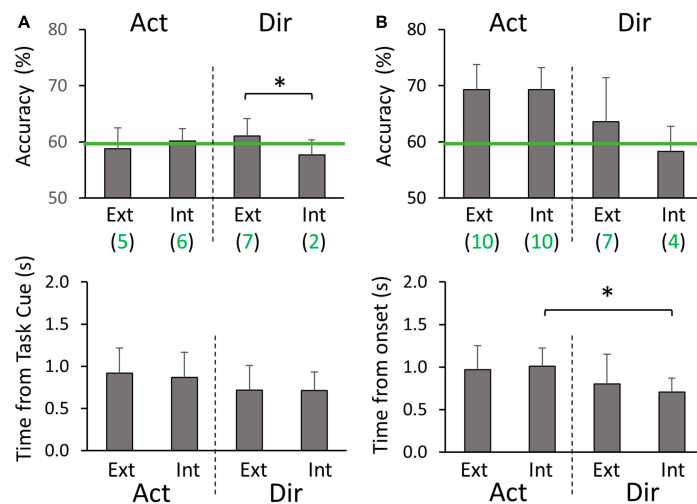 A
Act Dir
Accuracy (%)
80
70
60
50
*
Ext Int Ext Int
(5) (6) (7) (2)
Time from Task Cue (s)
2.0
1.5
1.0
0.5
0.0
Ext Int Ext Int
Act Dir
B
Act Dir
Accuracy (%)
80
70
60
50
Ext Int Ext Int
(10) (10) (7) (4)
Time from onset (s)
2.0
1.5
1.0
0.5
0.0
*
Ext Int Ext Int
Act Dir